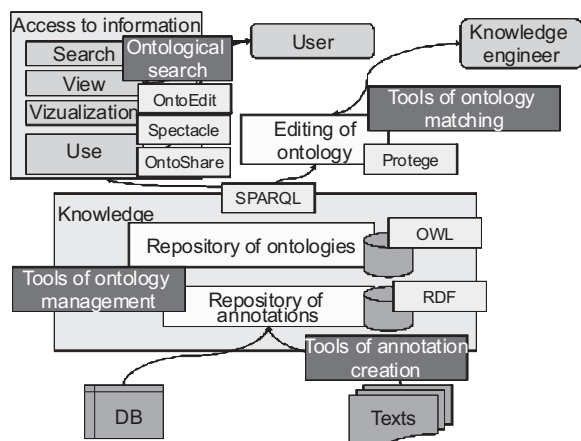 Access to information
Search
View
Vizualization
Use
Ontological
search
OntoEdit
Spectacle
OntoShare
User
Knowledge
engineer
Tools of ontology
matching
Editing of
ontology
Protege
SPARQL
Knowledge
Repository of ontologies
OWL
Tools of ontology
management
Repository of
annotations
RDF
Tools of annotation
creation
DB
Texts